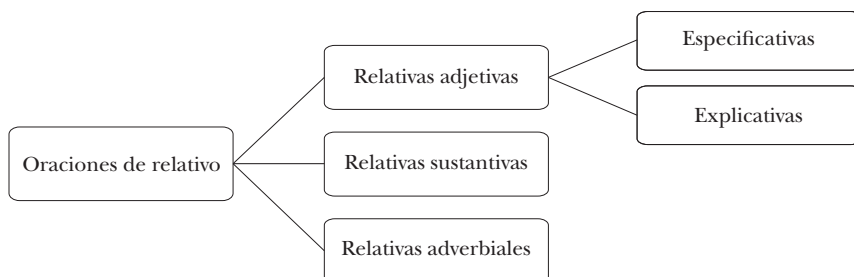 Oraciones de relativo
Relativas adjetivas
Especificativas
Explicativas
Relativas sustantivas
Relativas adverbiales